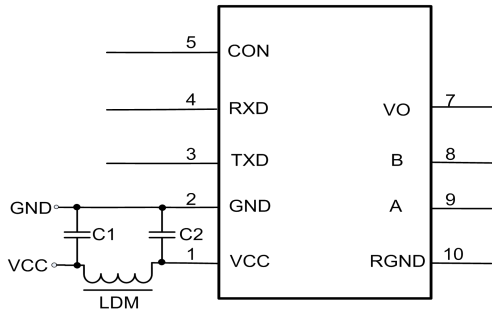 5 CON
4 RXD
VO 7
3 TXD
B 8
GND 2 GND
A 9
C1 C2
VCC 1 VCC
RGND 10
LDM